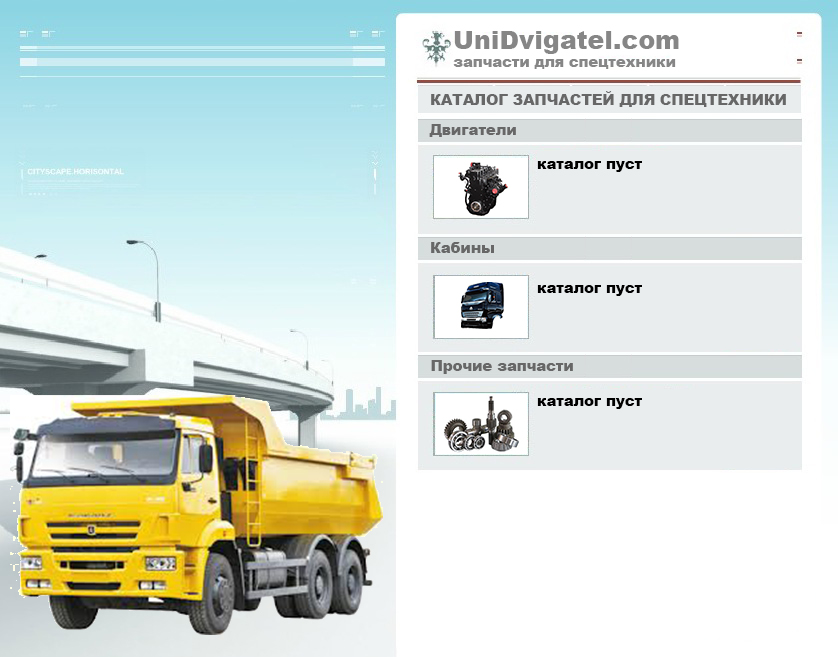 CITYSCAPE.HORISONTAL
UniDvigatel.com
запчасти для спецтехники
КАТАЛОГ ЗАПЧАСТЕЙ ДЛЯ СПЕЦТЕХНИКИ
Двигатели
каталог пуст
Кабины
каталог пуст
Прочие запчасти
каталог пуст